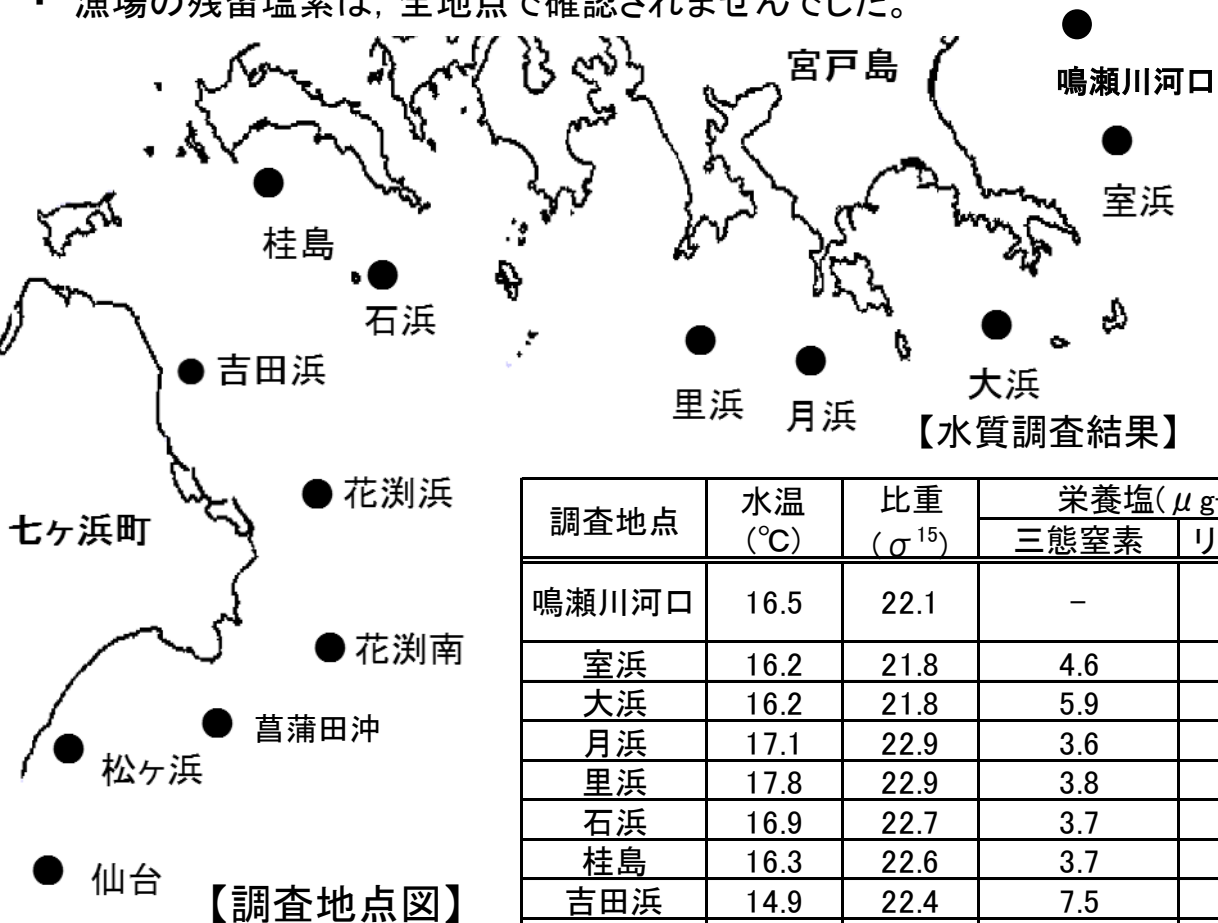 ・ 漁場の残留塩素は，全地点で確認されませんでした。
宮戸島
鳴瀬川河口
室浜
桂島
石浜
吉田浜
里浜
月浜
大浜
【水質調査結果】
花渕浜
七ヶ浜町
花渕南
菖蒲田沖
松ヶ浜
仙台
【調査地点図】
調査地点 水温 (℃) 比重 (σ15) 栄養塩(μg
三態窒素 リ
鳴瀬川河口 16.5 22.1 −
室浜 16.2 21.8 4.6
大浜 16.2 21.8 5.9
月浜 17.1 22.9 3.6
里浜 17.8 22.9 3.8
石浜 16.9 22.7 3.7
桂島 16.3 22.6 3.7
吉田浜 14.9 22.4 7.5